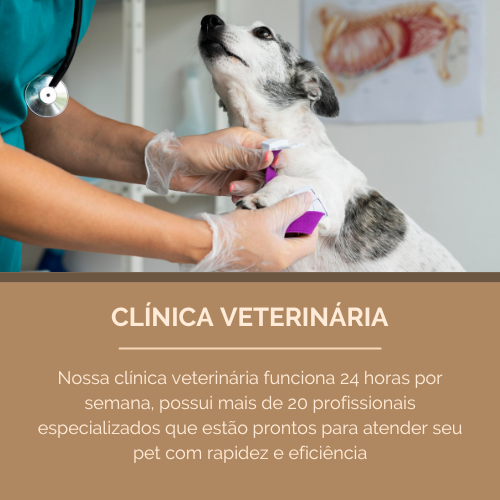 CLÍNICA VETERINÁRIA
Nossa clínica veterinária funciona 24 horas por
semana, possui mais de 20 profissionais
especializados que estão prontos para atender seu
pet com rapidez e eficiência